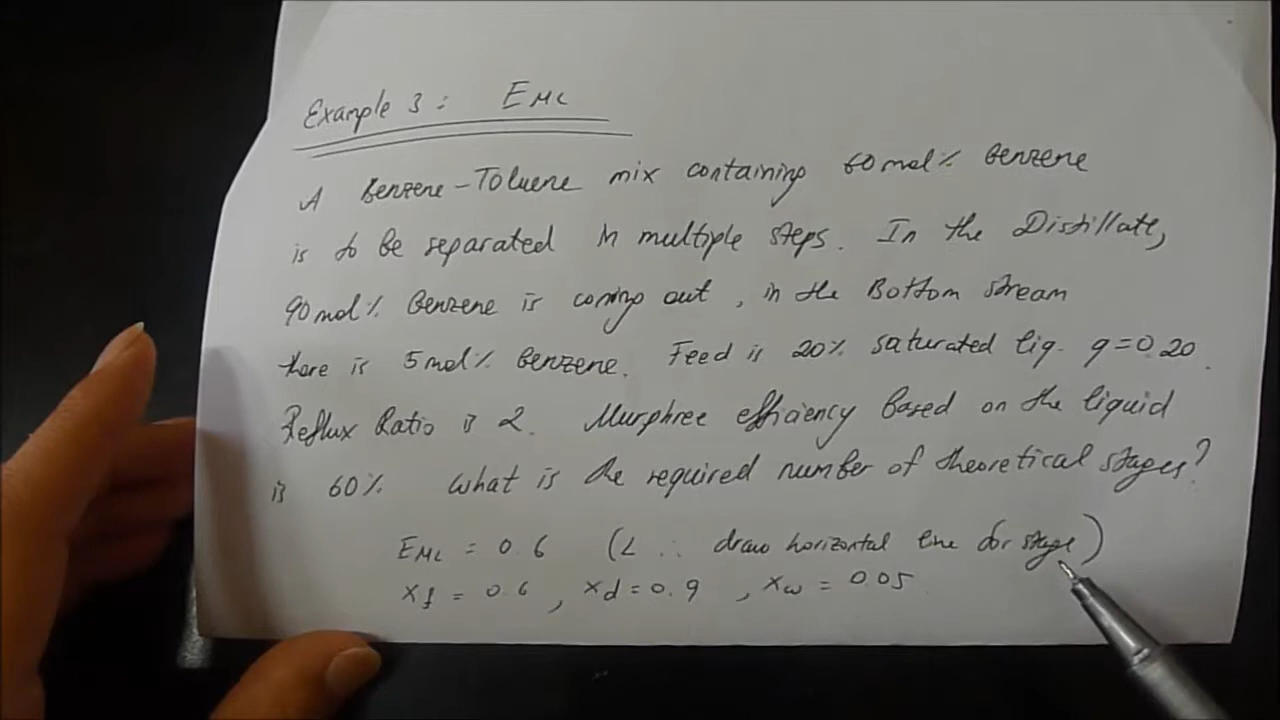 Example 3: EML
A Benzene-Toluene mix containing 60 mol% Benzene
is to be separated in multiple steps. In the Distillate,
90 mol% Benzene is coming out, in the Bottom stream
there is 5 mol% Benzene. Feed is 20% saturated liq. q=0.20.
Reflux Ratio is 2. Murphree efficiency Based on the liquid
is 60% What is the required number of theoretical stages?
EML = 0.6 (L ∴ draw horizontal line for stage)
xf = 0.6, xd = 0.9, xw = 0.05